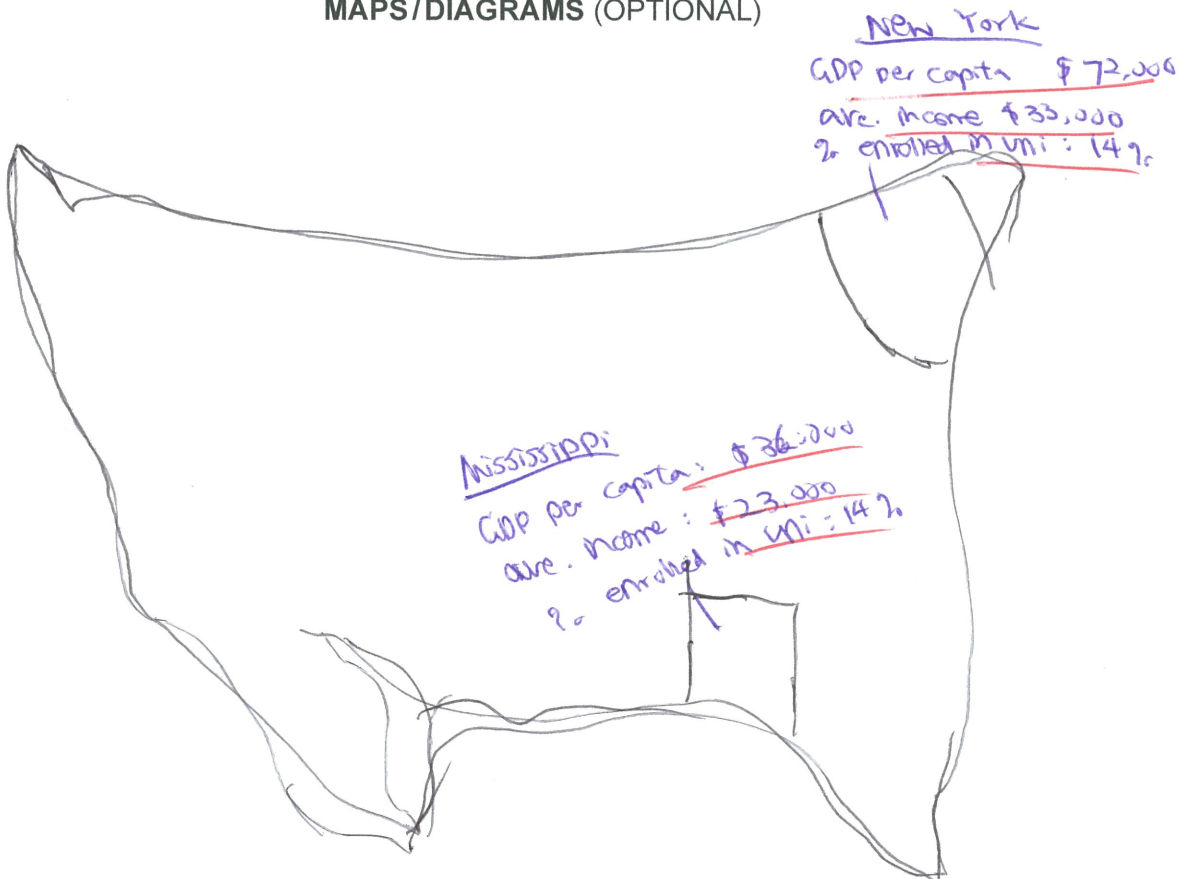 MAPS/DIAGRAMS (OPTIONAL)
New York
GDP per capita $72,000
ave. income $33,000
% enrolled in uni : 14%
Mississippi
GDP per capita: $36,000
ave. income : $23,000
% enrolled in uni : 14%